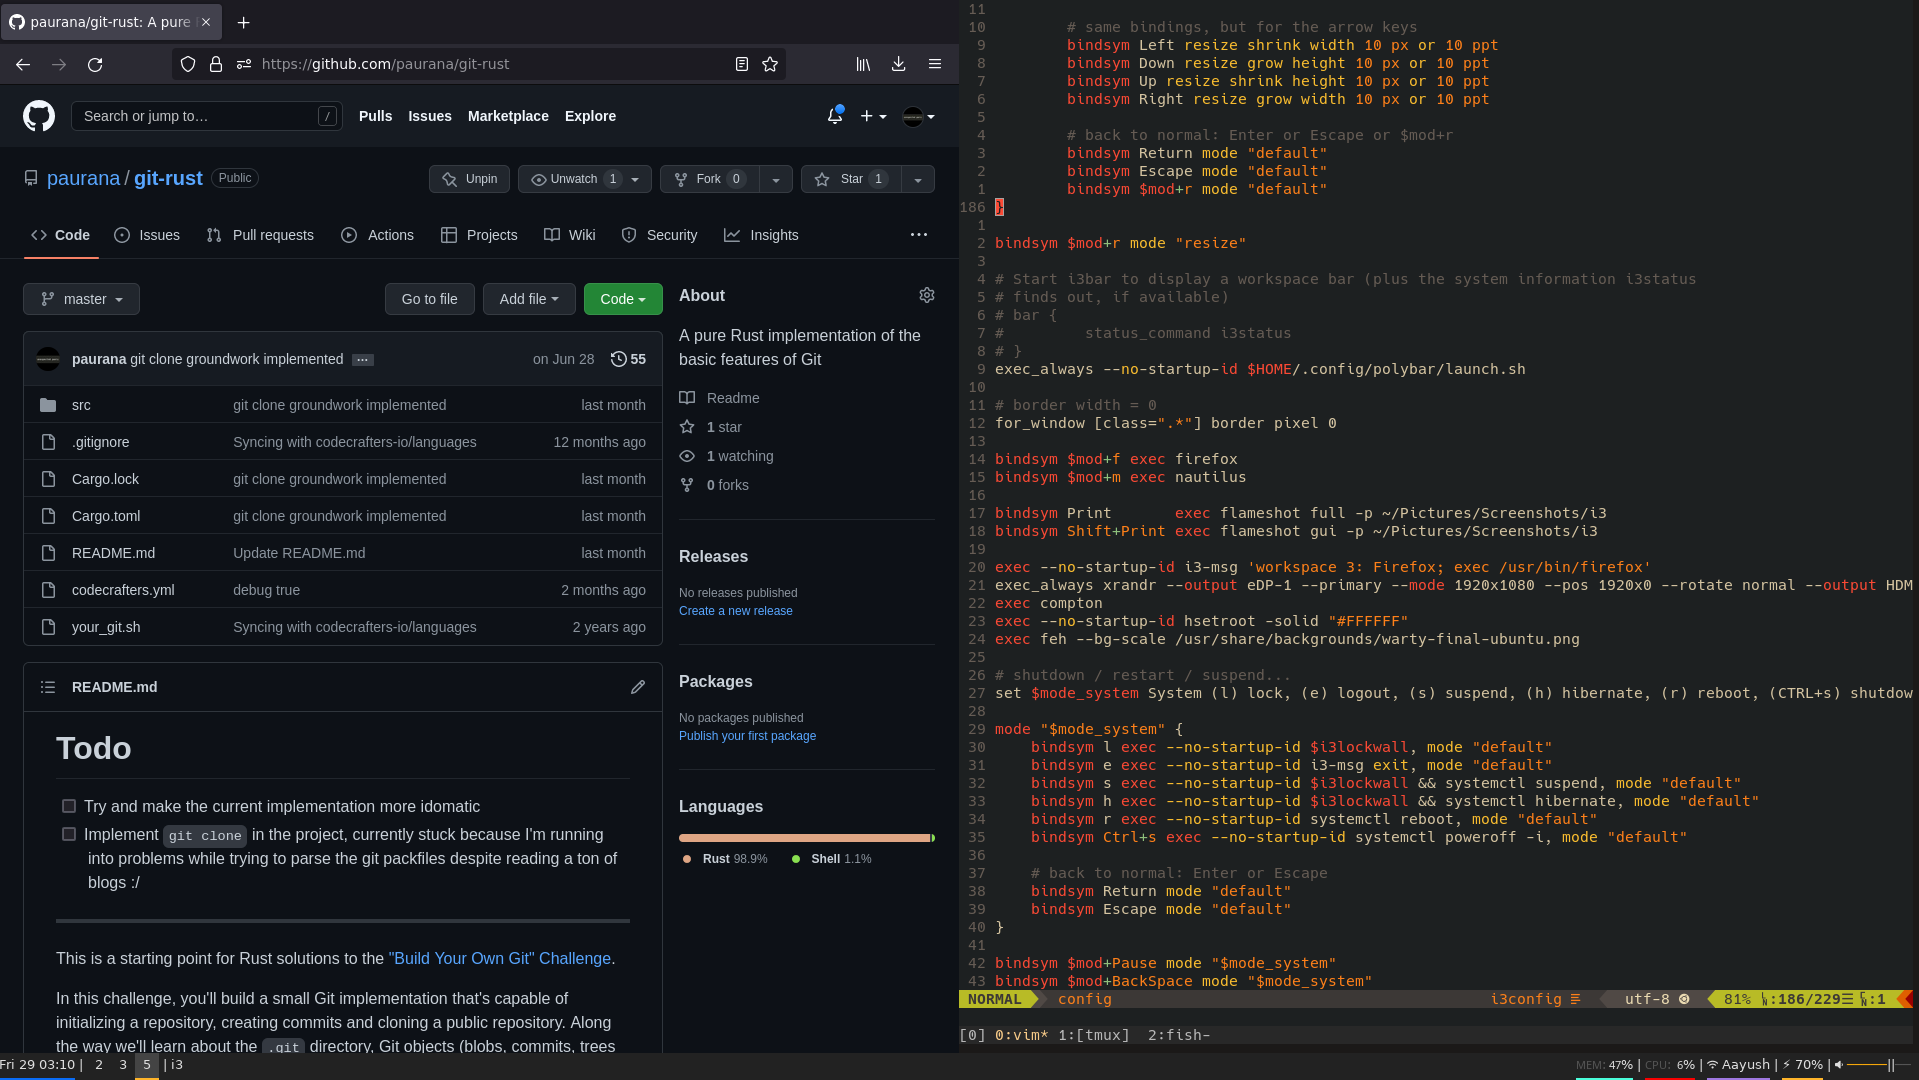 paurana/git-rust: A pure
https://github.com/paurana/git-rust
Search or jump to… /
Pulls Issues Marketplace Explore
paurana / git-rust Public
Unpin Unwatch 1 Fork 0 Star 1
Code Issues Pull requests Actions Projects Wiki Security Insights
master Go to file Add file Code
paurana git clone groundwork implemented ... on Jun 28 55
src git clone groundwork implemented last month
.gitignore Syncing with codecrafters-io/languages 12 months ago
Cargo.lock git clone groundwork implemented last month
Cargo.toml git clone groundwork implemented last month
README.md Update README.md last month
codecrafters.yml debug true 2 months ago
your_git.sh Syncing with codecrafters-io/languages 2 years ago
README.md
Todo
Try and make the current implementation more idomatic
Implement git clone in the project, currently stuck because I'm running
into problems while trying to parse the git packfiles despite reading a ton of
blogs :/
This is a starting point for Rust solutions to the "Build Your Own Git" Challenge.
In this challenge, you'll build a small Git implementation that's capable of
initializing a repository, creating commits and cloning a public repository. Along
the way we'll learn about the .git directory, Git objects (blobs, commits, trees
About
A pure Rust implementation of the
basic features of Git
Readme
1 star
1 watching
0 forks
Releases
No releases published
Create a new release
Packages
No packages published
Publish your first package
Languages
Rust 98.9% Shell 1.1%
11
10 # same bindings, but for the arrow keys
9 bindsym Left resize shrink width 10 px or 10 ppt
8 bindsym Down resize grow height 10 px or 10 ppt
7 bindsym Up resize shrink height 10 px or 10 ppt
6 bindsym Right resize grow width 10 px or 10 ppt
5
4 # back to normal: Enter or Escape or $mod+r
3 bindsym Return mode "default"
2 bindsym Escape mode "default"
1 bindsym $mod+r mode "default"
186 }
1
2 bindsym $mod+r mode "resize"
3
4 # Start i3bar to display a workspace bar (plus the system information i3status
5 # finds out, if available)
6 # bar {
7 # status_command i3status
8 # }
9 exec_always --no-startup-id $HOME/.config/polybar/launch.sh
10
11 # border width = 0
12 for_window [class=".*"] border pixel 0
13
14 bindsym $mod+f exec firefox
15 bindsym $mod+m exec nautilus
16
17 bindsym Print exec flameshot full -p ~/Pictures/Screenshots/i3
18 bindsym Shift+Print exec flameshot gui -p ~/Pictures/Screenshots/i3
19
20 exec --no-startup-id i3-msg 'workspace 3: Firefox; exec /usr/bin/firefox'
21 exec_always xrandr --output eDP-1 --primary --mode 1920x1080 --pos 1920x0 --rotate normal --output HDM
22 exec compton
23 exec --no-startup-id hsetroot -solid "#FFFFFF"
24 exec feh --bg-scale /usr/share/backgrounds/warty-final-ubuntu.png
25
26 # shutdown / restart / suspend...
27 set $mode_system System (l) lock, (e) logout, (s) suspend, (h) hibernate, (r) reboot, (CTRL+s) shutdow
28
29 mode "$mode_system" {
30 bindsym l exec --no-startup-id $i3lockwall, mode "default"
31 bindsym e exec --no-startup-id i3-msg exit, mode "default"
32 bindsym s exec --no-startup-id $i3lockwall && systemctl suspend, mode "default"
33 bindsym h exec --no-startup-id $i3lockwall && systemctl hibernate, mode "default"
34 bindsym r exec --no-startup-id systemctl reboot, mode "default"
35 bindsym Ctrl+s exec --no-startup-id systemctl poweroff -i, mode "default"
36
37 # back to normal: Enter or Escape
38 bindsym Return mode "default"
39 bindsym Escape mode "default"
40 }
41
42 bindsym $mod+Pause mode "$mode_system"
43 bindsym $mod+BackSpace mode "$mode_system"
NORMAL config i3config utf-8 81% :186/229 :1
[0] 0:vim* 1:[tmux] 2:fish-
Fri 29 03:10 | 2 3 5 | i3
MEM: 47% | CPU: 6% | Aayush | 70% |